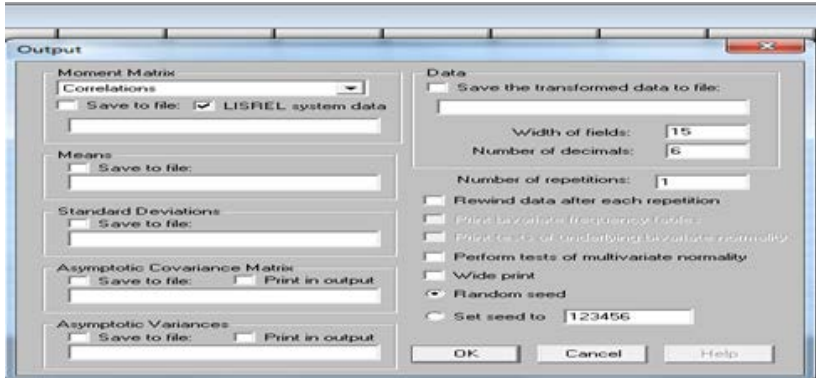 Output
Moment Matrix
Correlations
Save to file: LISREL system data
Means
Save to file:
Standard Deviations
Save to file:
Asymptotic Covariance Matrix
Save to file: Print in output
Asymptotic Variances
Save to file: Print in output
Data
Save the transformed data to file:
Width of fields: 15
Number of decimals: 6
Number of repetitions: 1
Rewind data after each repetition
Print bivariate frequency tables
Print tests of underlying bivariate normality
Perform tests of multivariate normality
Wide print
Random seed
Set seed to 123456
OK Cancel Help